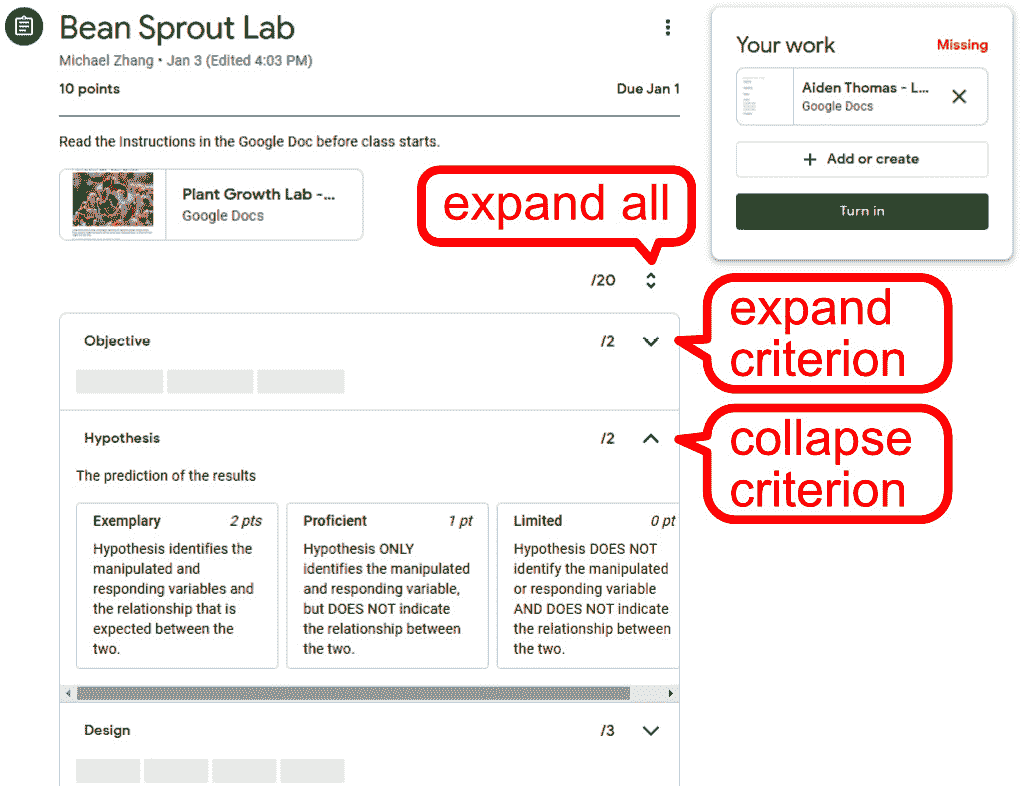 Bean Sprout Lab
Michael Zhang • Jan 3 (Edited 4:03 PM)
10 points
Due Jan 1
Read the Instructions in the Google Doc before class starts.
Plant Growth Lab -...
Google Docs
Your work
Missing
Aiden Thomas - L...
Google Docs
+ Add or create
Turn in
expand all
/20
Objective
/2
expand
criterion
Hypothesis
/2
collapse
criterion
The prediction of the results
Exemplary 2 pts
Hypothesis identifies the
manipulated and
responding variables and
the relationship that is
expected between the
two.
Proficient 1 pt
Hypothesis ONLY
identifies the manipulated
and responding variable,
but DOES NOT indicate
the relationship between
the two.
Limited 0 pt
Hypothesis DOES NOT
identify the manipulated
or responding variable
AND DOES NOT indicate
the relationship between
the two.
Design
/3